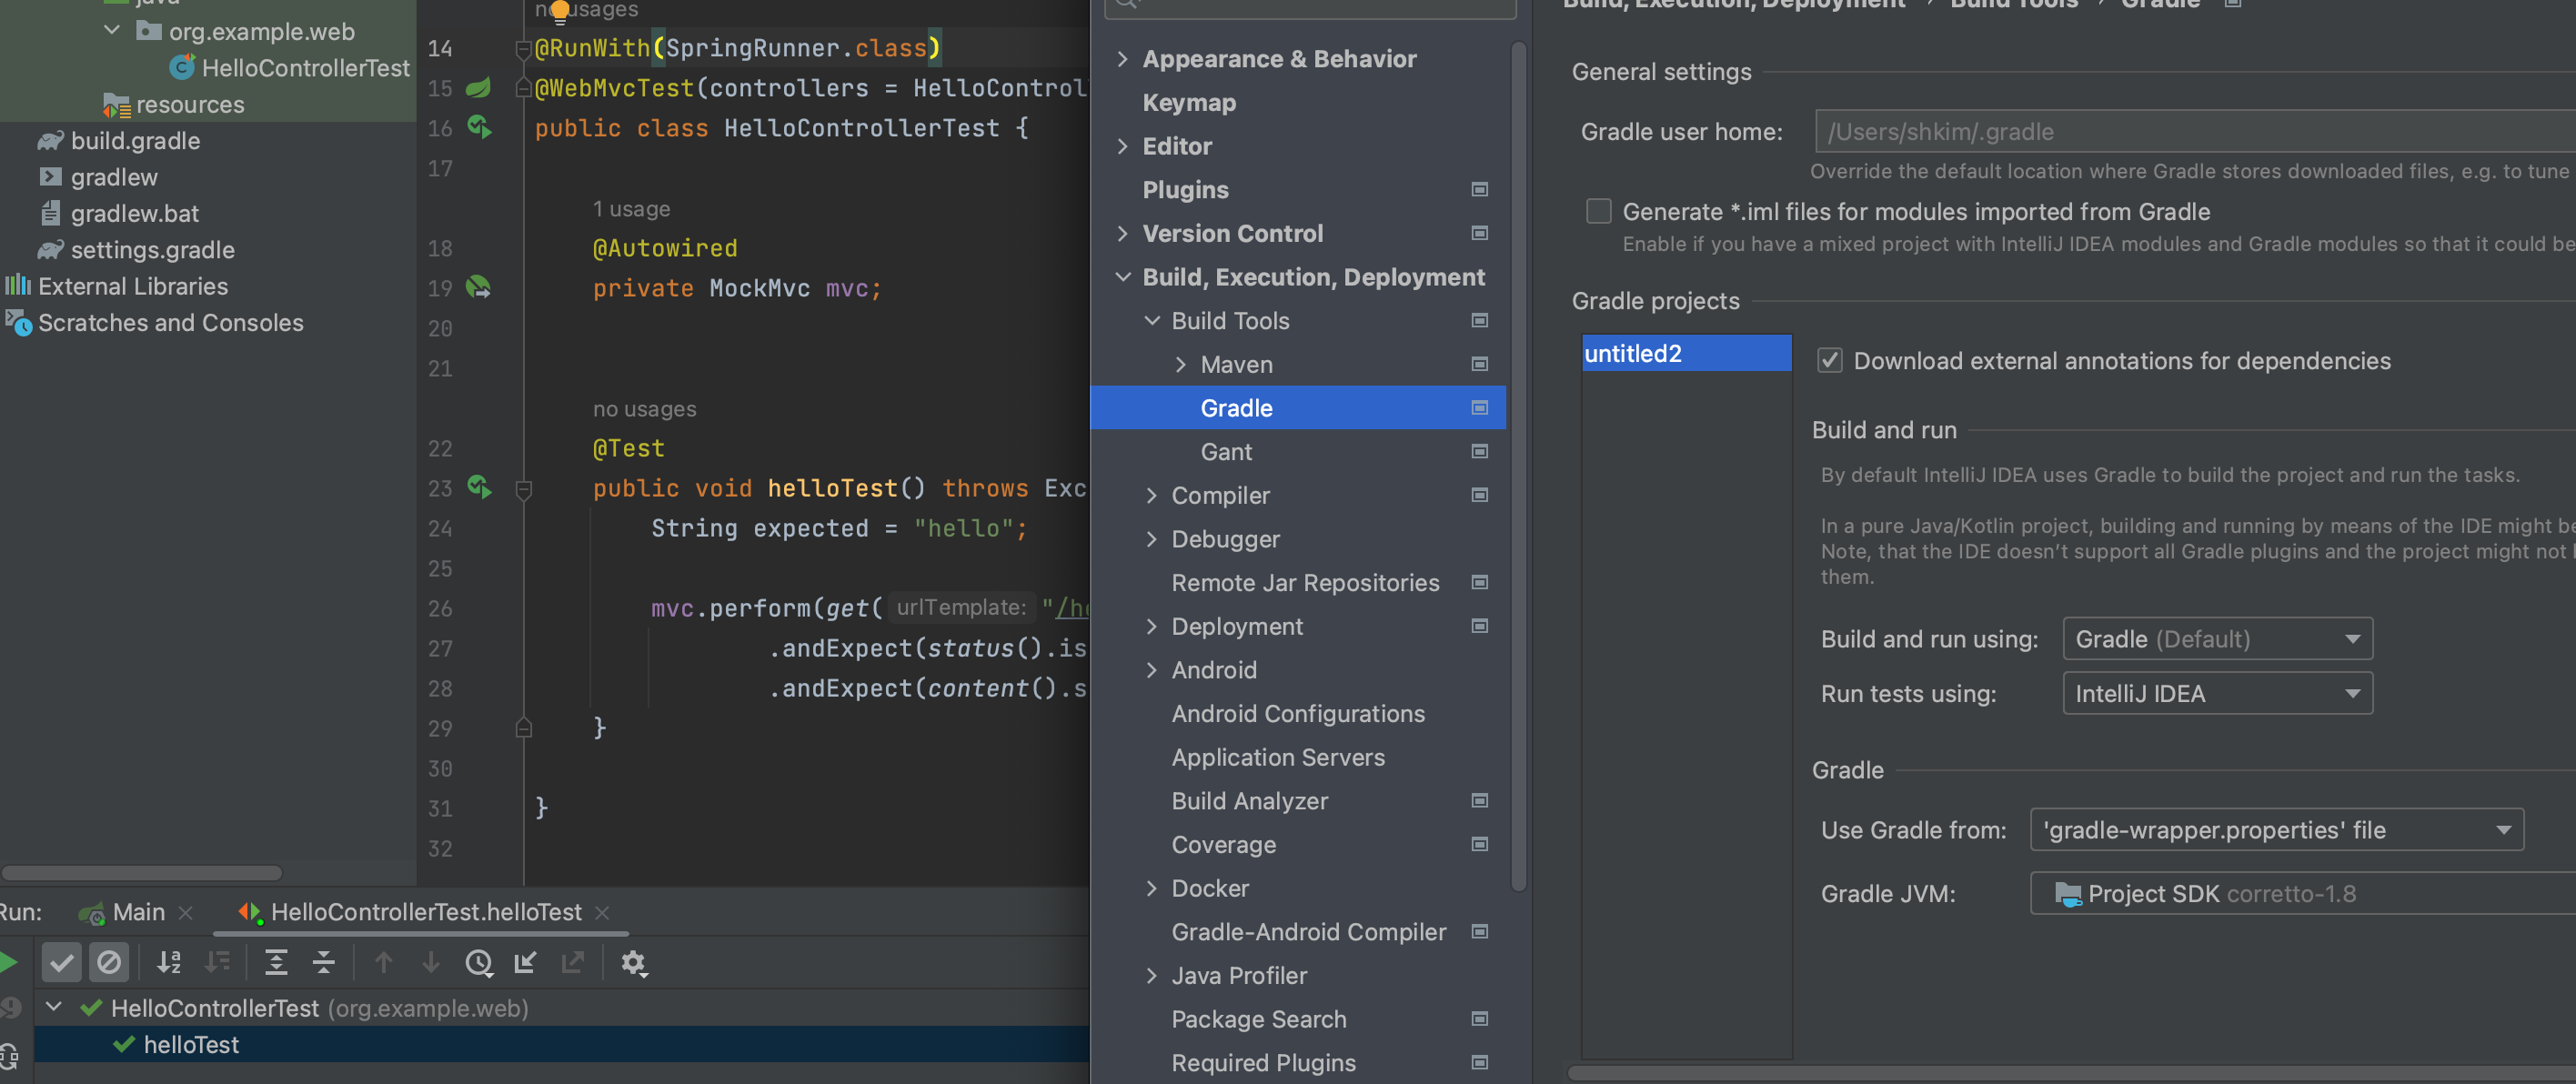 java
org.example.web
HelloControllerTest
resources
build.gradle
gradlew
gradlew.bat
settings.gradle
External Libraries
Scratches and Consoles
no usages
14 @RunWith(SpringRunner.class)
15 @WebMvcTest(controllers = HelloControl
16 public class HelloControllerTest {
17
1 usage
18 @Autowired
19 private MockMvc mvc;
20
21
no usages
22 @Test
23 public void helloTest() throws Exc
24 String expected = "hello";
25
26 mvc.perform(get( urlTemplate: "/he
27 .andExpect(status().is
28 .andExpect(content().s
29 }
30
31 }
32
Run: Main HelloControllerTest.helloTest
HelloControllerTest (org.example.web)
helloTest
Appearance & Behavior
Keymap
Editor
Plugins
Version Control
Build, Execution, Deployment
Build Tools
Maven
Gradle
Gant
Compiler
Debugger
Remote Jar Repositories
Deployment
Android
Android Configurations
Application Servers
Build Analyzer
Coverage
Docker
Gradle-Android Compiler
Java Profiler
Package Search
Required Plugins
Build, Execution, Deployment › Build Tools › Gradle
General settings
Gradle user home: /Users/shkim/.gradle
Override the default location where Gradle stores downloaded files, e.g. to tune
Generate *.iml files for modules imported from Gradle
Enable if you have a mixed project with IntelliJ IDEA modules and Gradle modules so that it could be
Gradle projects
untitled2
Download external annotations for dependencies
Build and run
By default IntelliJ IDEA uses Gradle to build the project and run the tasks.
In a pure Java/Kotlin project, building and running by means of the IDE might be
Note, that the IDE doesn't support all Gradle plugins and the project might not
them.
Build and run using: Gradle (Default)
Run tests using: IntelliJ IDEA
Gradle
Use Gradle from: 'gradle-wrapper.properties' file
Gradle JVM: Project SDK corretto-1.8